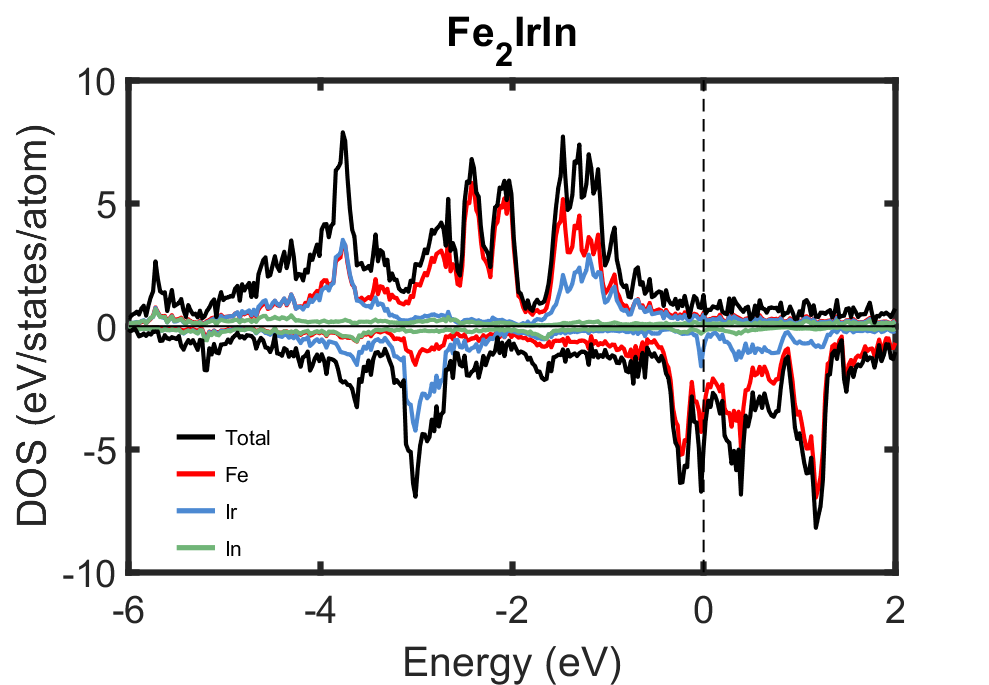 Fe2IrIn
10
5
0
-5
-10
DOS (eV/states/atom)
Total
Fe
Ir
In
-6 -4 -2 0 2
Energy (eV)